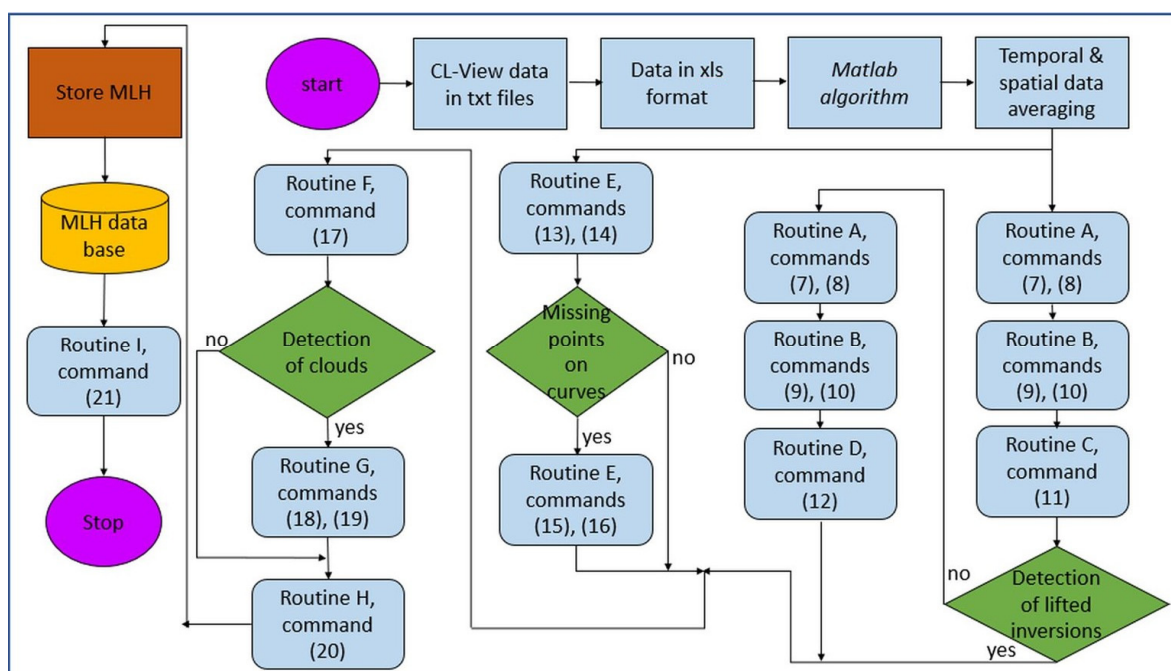 Store MLH
MLH data
base
Routine I,
command
(21)
Stop
start
CL-View data
in txt files
Data in xls
format
Matlab
algorithm
Temporal &
spatial data
averaging
Routine F,
command
(17)
no
Detection
of clouds
yes
Routine G,
commands
(18), (19)
Routine H,
command
(20)
Routine E,
commands
(13), (14)
Missing
points on
curves
no
yes
Routine E,
commands
(15), (16)
Routine A,
commands
(7), (8)
Routine B,
commands
(9), (10)
Routine D,
command
(12)
Routine A,
commands
(7), (8)
Routine B,
commands
(9), (10)
Routine C,
command
(11)
no
Detection
of lifted
inversions
yes